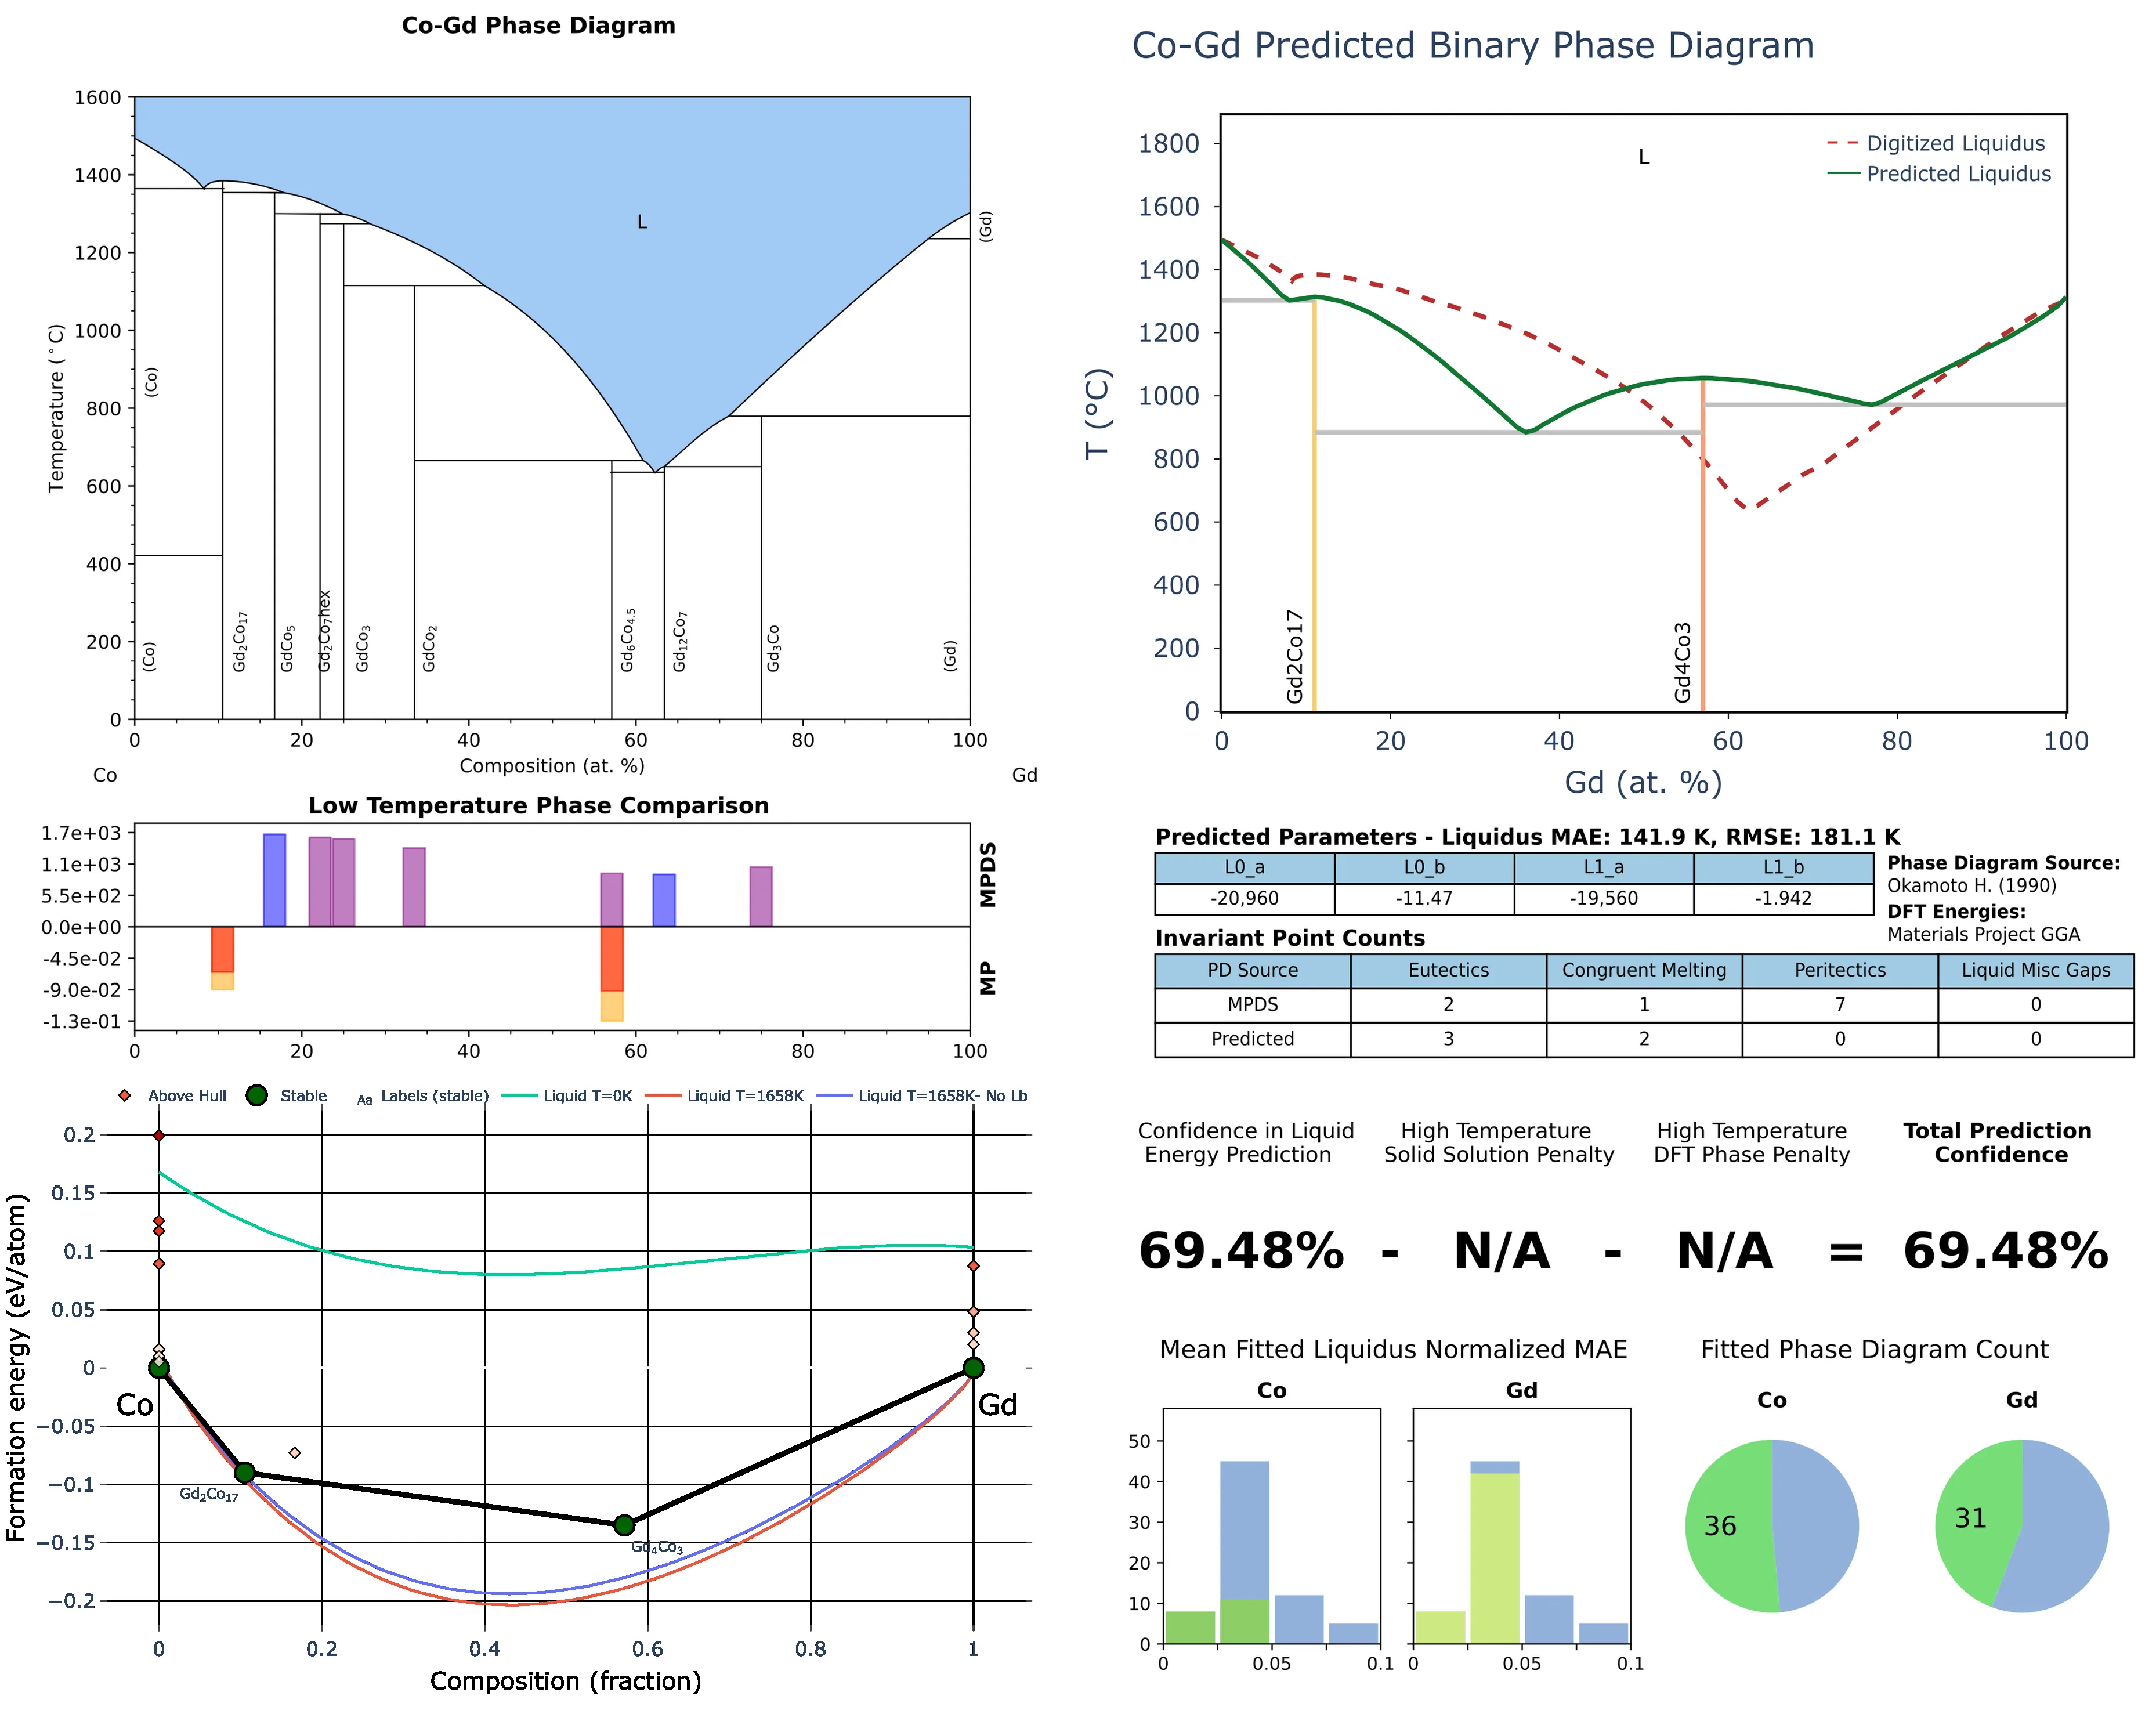 Co-Gd Phase Diagram
1600
1400
1200
1000
800
600
400
200
0
Temperature (°C)
L
(Co)
(Co)
Gd2Co17
GdCo5
Gd2Co7hex
GdCo3
GdCo2
Gd6Co4.5
Gd12Co7
Gd3Co
(Gd)
(Gd)
0 20 40 60 80 100
Composition (at. %)
Co Gd
Low Temperature Phase Comparison
1.7e+03
1.1e+03
5.5e+02
0.0e+00
-4.5e-02
-9.0e-02
-1.3e-01
MPDS
MP
0 20 40 60 80 100
Above Hull Stable Aa Labels (stable) Liquid T=0K Liquid T=1658K Liquid T=1658K- No Lb
0.2
0.15
0.1
0.05
0
−0.05
−0.1
−0.15
−0.2
Formation energy (eV/atom)
Co
Gd
Gd2Co17
Gd4Co3
0 0.2 0.4 0.6 0.8 1
Composition (fraction)
Co-Gd Predicted Binary Phase Diagram
1800
1600
1400
1200
1000
800
600
400
200
0
T (°C)
L
Digitized Liquidus
Predicted Liquidus
Gd2Co17
Gd4Co3
0 20 40 60 80 100
Gd (at. %)
Predicted Parameters - Liquidus MAE: 141.9 K, RMSE: 181.1 K
L0_a L0_b L1_a L1_b
-20,960 -11.47 -19,560 -1.942
Phase Diagram Source:
Okamoto H. (1990)
DFT Energies:
Materials Project GGA
Invariant Point Counts
PD Source Eutectics Congruent Melting Peritectics Liquid Misc Gaps
MPDS 2 1 7 0
Predicted 3 2 0 0
Confidence in Liquid
Energy Prediction
High Temperature
Solid Solution Penalty
High Temperature
DFT Phase Penalty
Total Prediction
Confidence
69.48% - N/A - N/A = 69.48%
Mean Fitted Liquidus Normalized MAE
Co
Gd
50
40
30
20
10
0
0 0.05 0.1
0 0.05 0.1
Fitted Phase Diagram Count
Co
Gd
36
31